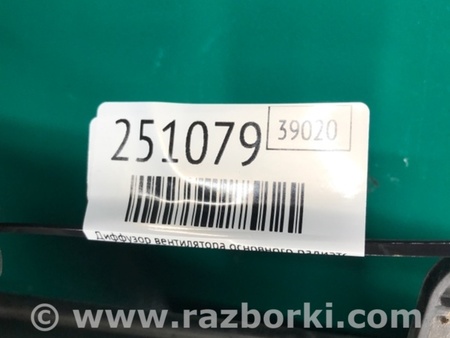 251079
39020
Диффузор вентилятора основного
© www.razborki.com